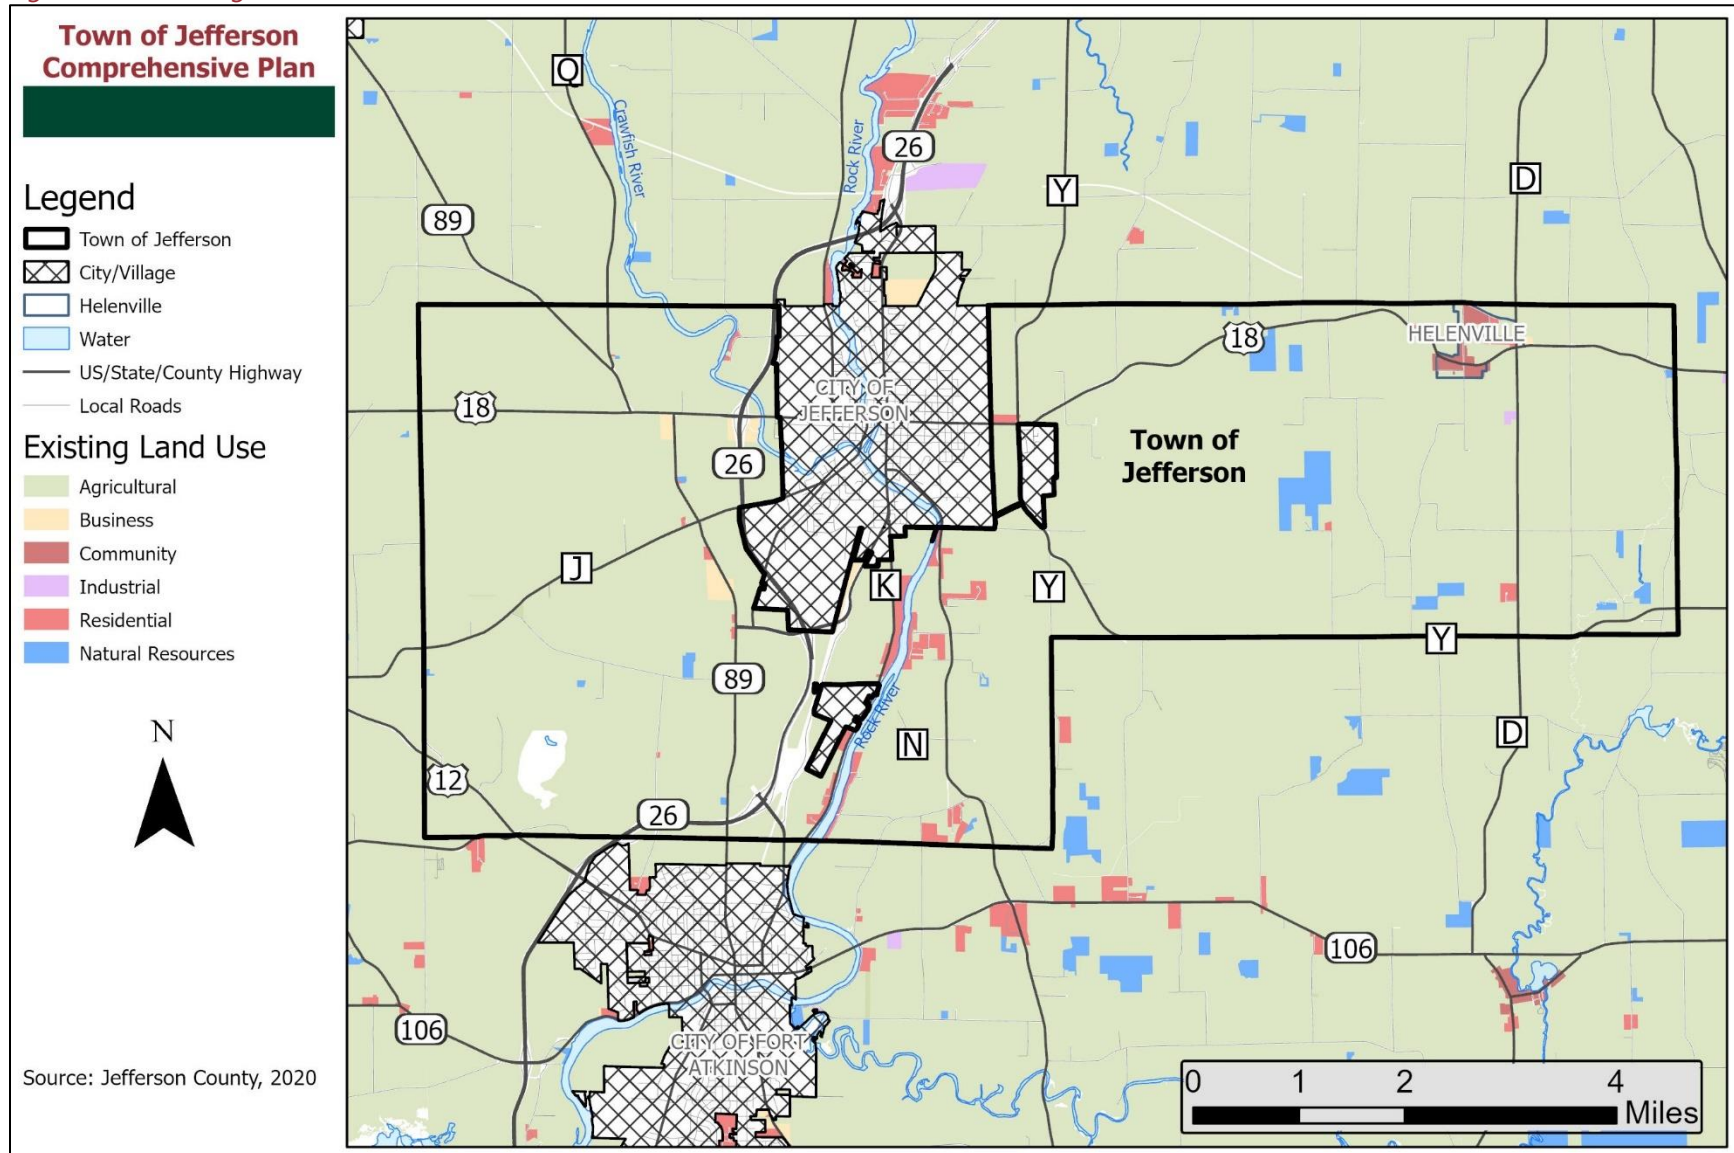 Town of Jefferson
Comprehensive Plan
Legend
Town of Jefferson
City/Village
Helenville
Water
US/State/County Highway
Local Roads
Existing Land Use
Agricultural
Business
Community
Industrial
Residential
Natural Resources
N
Source: Jefferson County, 2020
Q
Crawfish River
Rock River
26
89
Y
D
18
HELENVILLE
18
CITY OF
JEFFERSON
26
Town of
Jefferson
J
K
Y
Y
89
Rock River
N
D
12
26
106
106
CITY OF FORT
ATKINSON
0 1 2 4
Miles